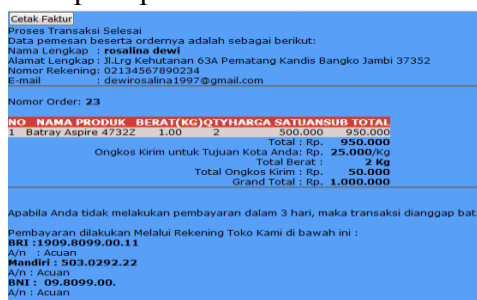 Cetak Faktur
Proses Transaksi Selesai
Data pemesan beserta ordernya adalah sebagai berikut:
Nama Lengkap : rosalina dewi
Alamat Lengkap : Jl.Lrg Kehutanan 63A Pematang Kandis Bangko Jambi 37352
Nomor Rekening: 02134567890234
E-mail : dewirosalina1997@gmail.com
Nomor Order: 23
NO NAMA PRODUK BERAT(KG) QTY HARGA SATUAN SUB TOTAL
1 Batray Aspire 4732Z 1.00 2 500.000 950.000
Total : Rp. 950.000
Ongkos Kirim untuk Tujuan Kota Anda: Rp. 25.000/Kg
Total Berat : 2 Kg
Total Ongkos Kirim : Rp. 50.000
Grand Total : Rp. 1.000.000
Apabila Anda tidak melakukan pembayaran dalam 3 hari, maka transaksi dianggap bat
Pembayaran dilakukan Melalui Rekening Toko Kami di bawah ini :
BRI :1909.8099.00.11
A/n : Acuan
Mandiri : 503.0292.22
A/n : Acuan
BNI : 09.8099.00.
A/n : Acuan